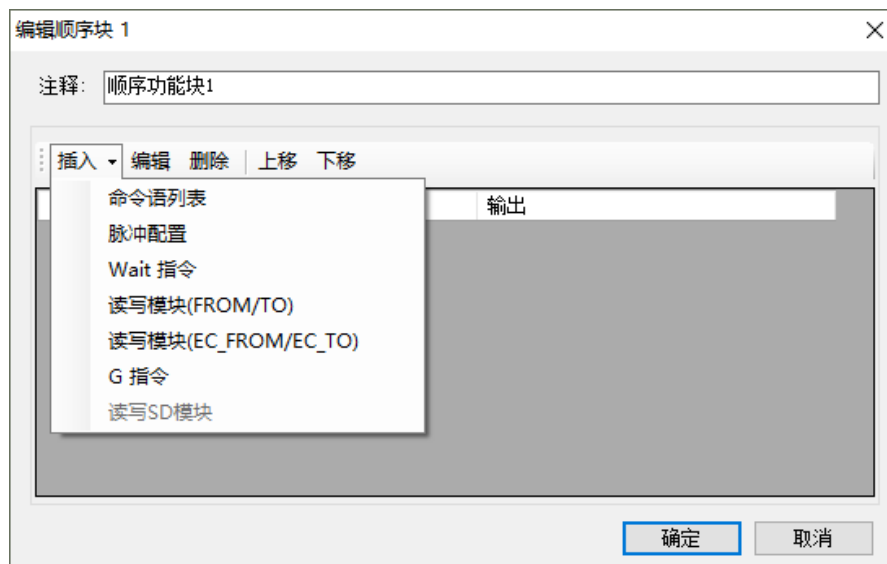 编辑顺序块 1
注释: 顺序功能块1
插入 编辑 删除 上移 下移
输出
命令语列表
脉冲配置
Wait 指令
读写模块(FROM/TO)
读写模块(EC_FROM/EC_TO)
G 指令
读写SD模块
确定 取消